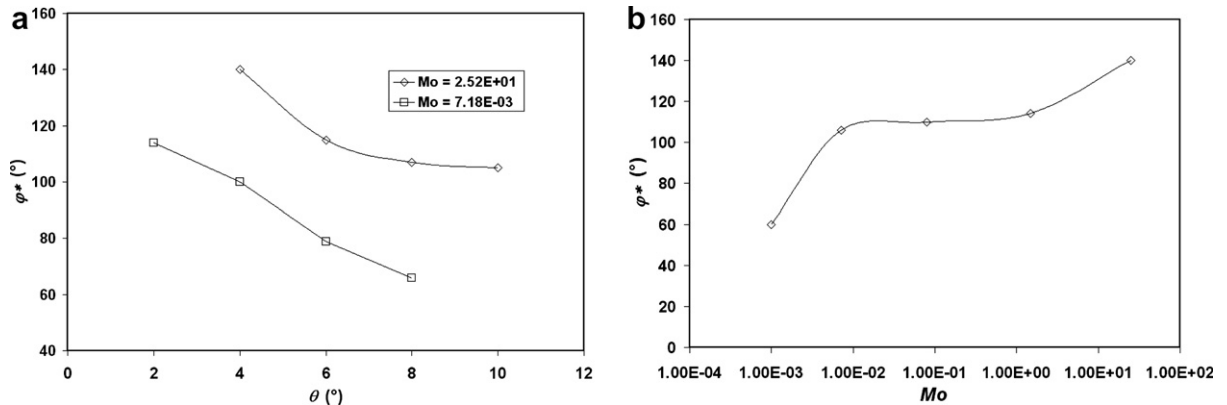 a
160
140
120
100
80
60
40
0
2
4
6
8
10
12
φ* (°)
θ (°)
Mo = 2.52E+01
Mo = 7.18E-03
b
160
140
120
100
80
60
40
20
0
1.00E-04
1.00E-03
1.00E-02
1.00E-01
1.00E+00
1.00E+01
1.00E+02
φ* (°)
Mo